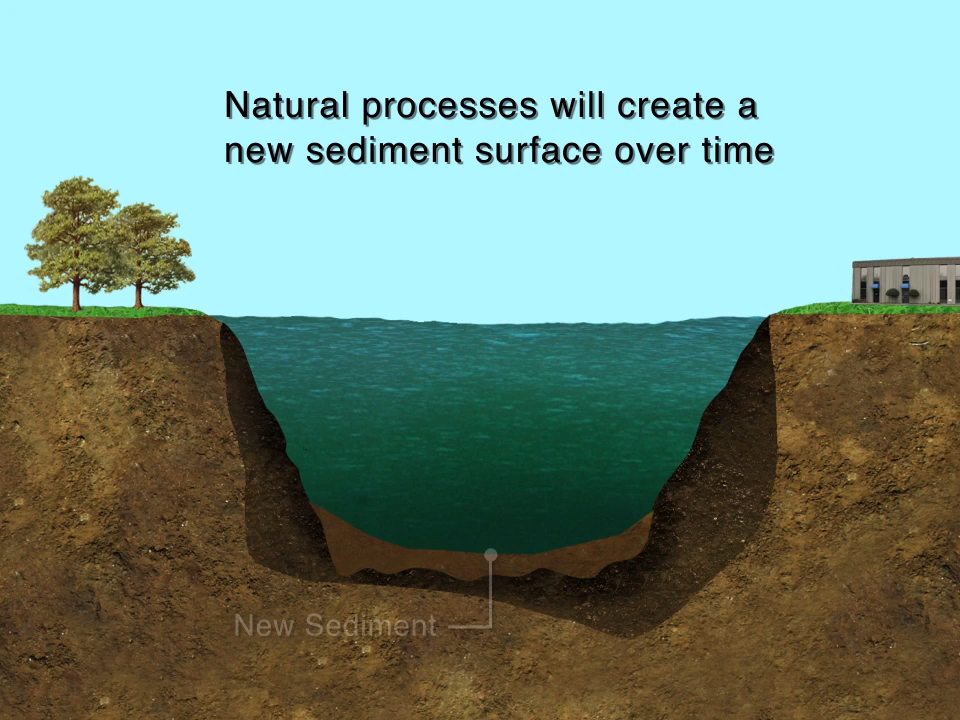 Natural processes will create a
new sediment surface over time
New Sediment